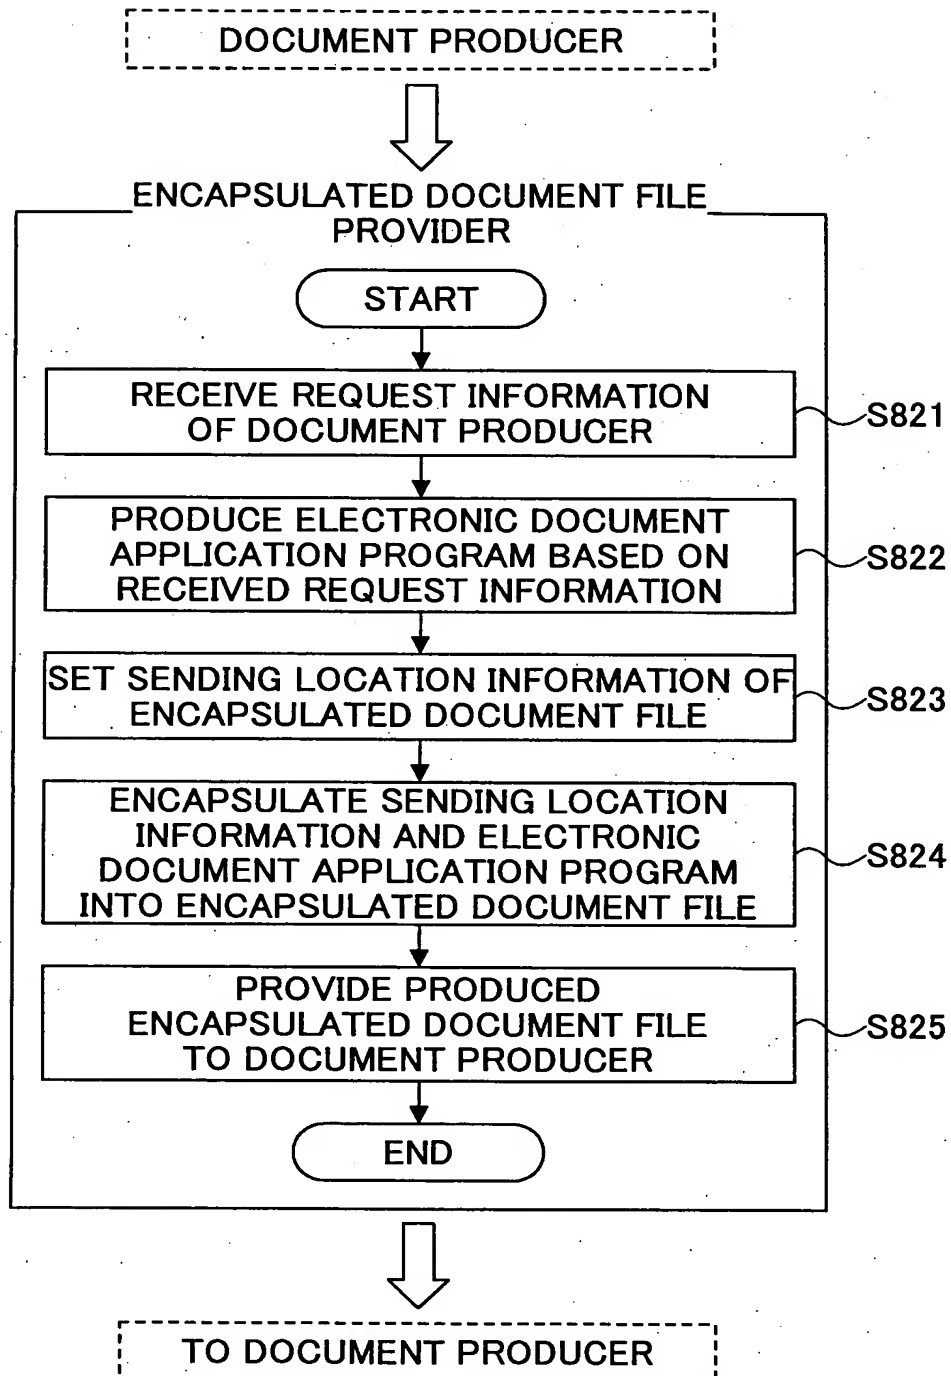 DOCUMENT PRODUCER
ENCAPSULATED DOCUMENT FILE
PROVIDER
START
RECEIVE REQUEST INFORMATION
OF DOCUMENT PRODUCER
S821
PRODUCE ELECTRONIC DOCUMENT
APPLICATION PROGRAM BASED ON
RECEIVED REQUEST INFORMATION
S822
SET SENDING LOCATION INFORMATION OF
ENCAPSULATED DOCUMENT FILE
S823
ENCAPSULATE SENDING LOCATION
INFORMATION AND ELECTRONIC
DOCUMENT APPLICATION PROGRAM
INTO ENCAPSULATED DOCUMENT FILE
S824
PROVIDE PRODUCED
ENCAPSULATED DOCUMENT FILE
TO DOCUMENT PRODUCER
S825
END
TO DOCUMENT PRODUCER